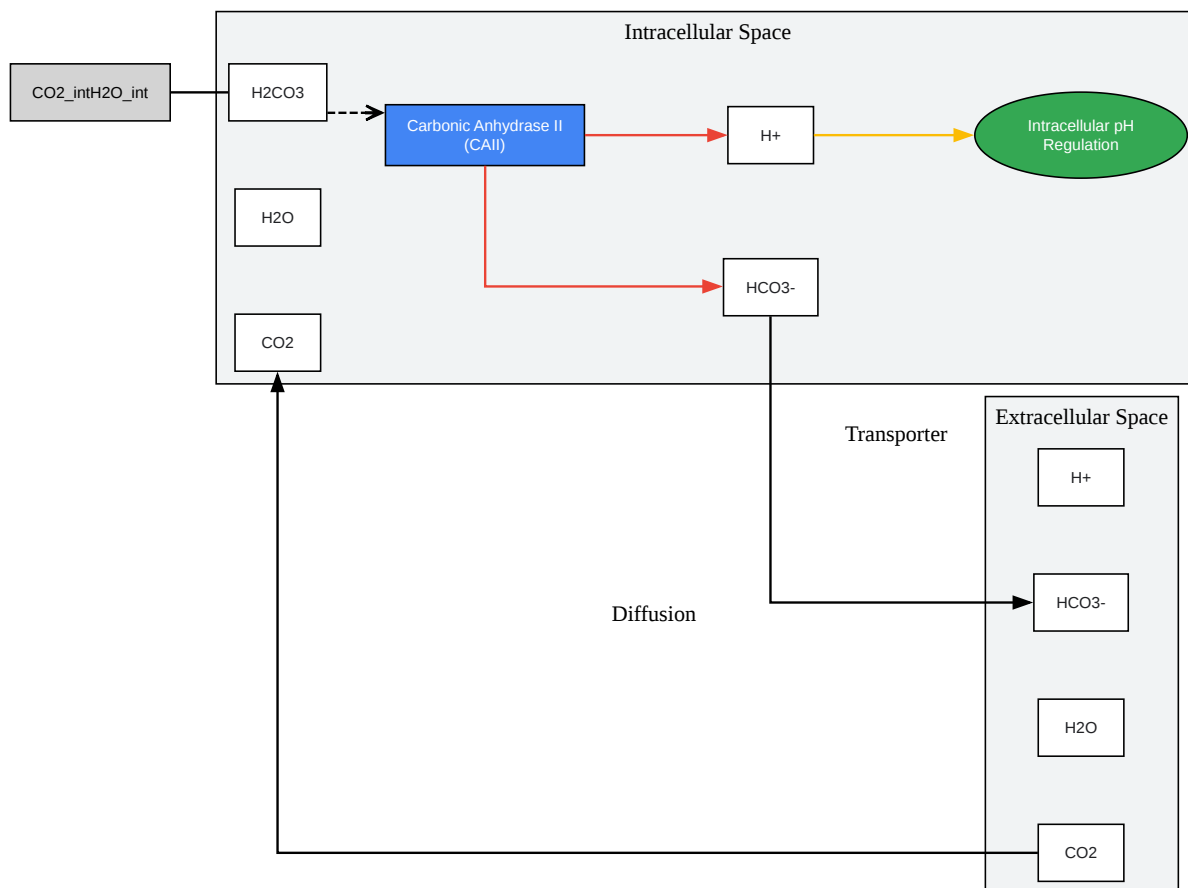 Intracellular Space
CO2_intH2O_int
H2CO3
Carbonic Anhydrase II
(CAII)
H+
Intracellular pH
Regulation
H2O
HCO3-
CO2
Transporter
Extracellular Space
H+
HCO3-
Diffusion
H2O
CO2